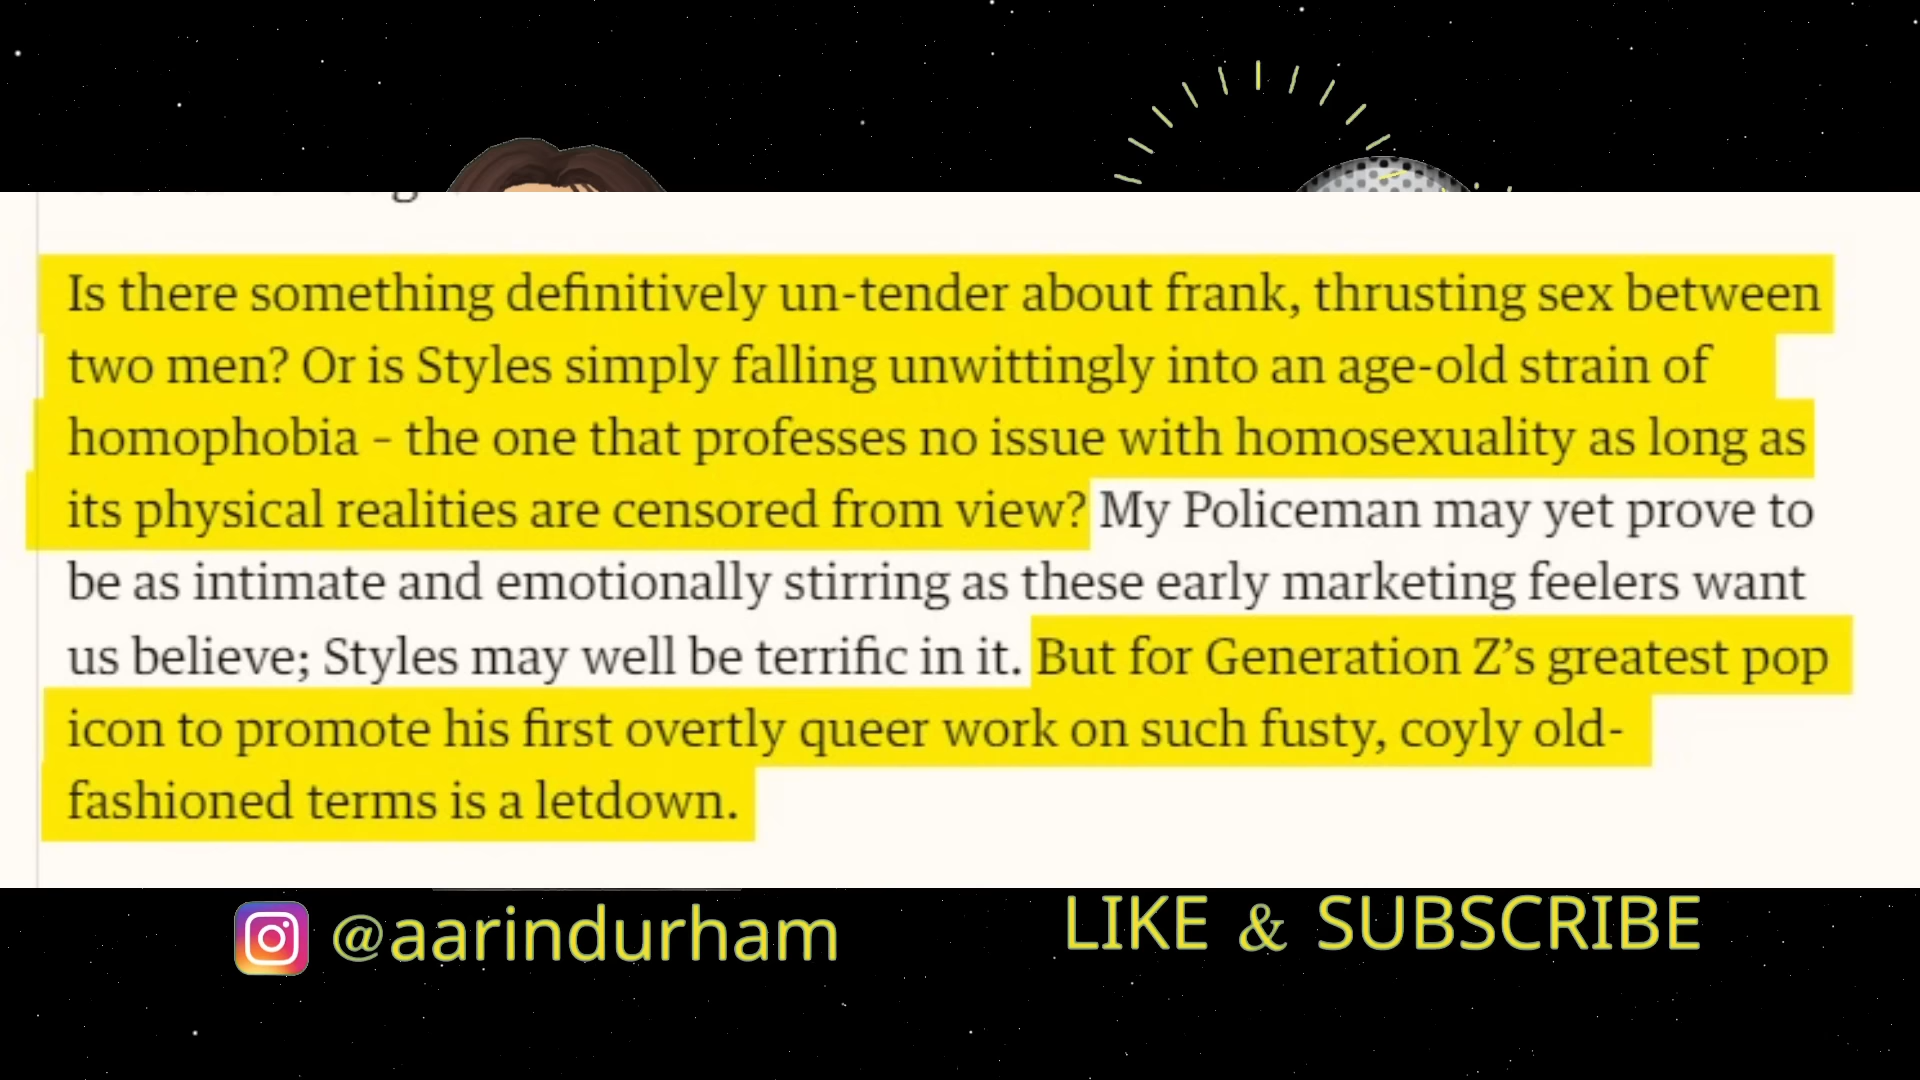 Is there something definitively un-tender about frank, thrusting sex between
two men? Or is Styles simply falling unwittingly into an age-old strain of
homophobia – the one that professes no issue with homosexuality as long as
its physical realities are censored from view? My Policeman may yet prove to
be as intimate and emotionally stirring as these early marketing feelers want
us believe; Styles may well be terrific in it. But for Generation Z’s greatest pop
icon to promote his first overtly queer work on such fusty, coyly old-
fashioned terms is a letdown.
@aarindurham
LIKE & SUBSCRIBE